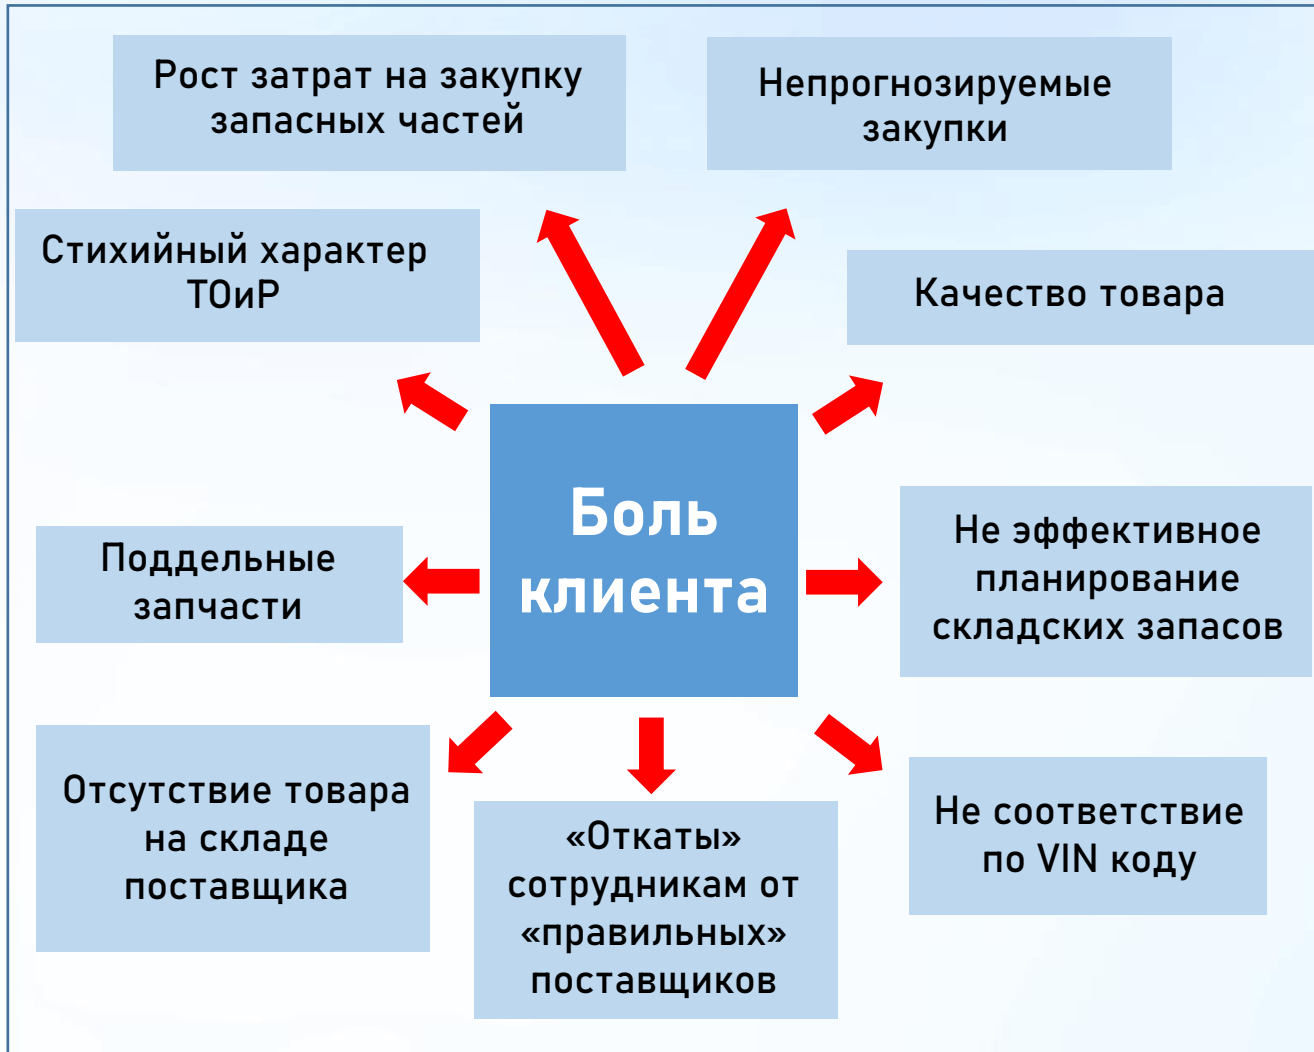 Рост затрат на закупку
запасных частей
Непрогнозируемые
закупки
Стихийный характер
ТОиР
Качество товара
Боль
клиента
Поддельные
запчасти
Не эффективное
планирование
складских запасов
Отсутствие товара
на складе
поставщика
«Откаты»
сотрудникам от
«правильных»
поставщиков
Не соответствие
по VIN коду